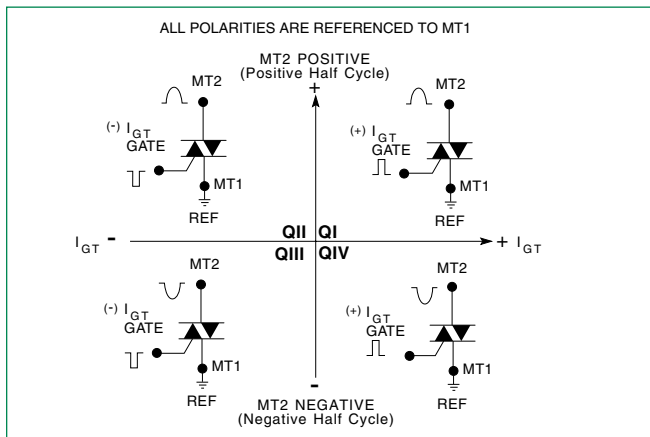 ALL POLARITIES ARE REFERENCED TO MT1
MT2 POSITIVE
(Positive Half Cycle)
+
MT2
(-) IGT
GATE
MT1
REF
MT2
(+) IGT
GATE
MT1
REF
IGT -
QII QI
QIII QIV
+ IGT
MT2
(-) IGT
GATE
MT1
REF
MT2
(+) IGT
GATE
MT1
REF
-
MT2 NEGATIVE
(Negative Half Cycle)